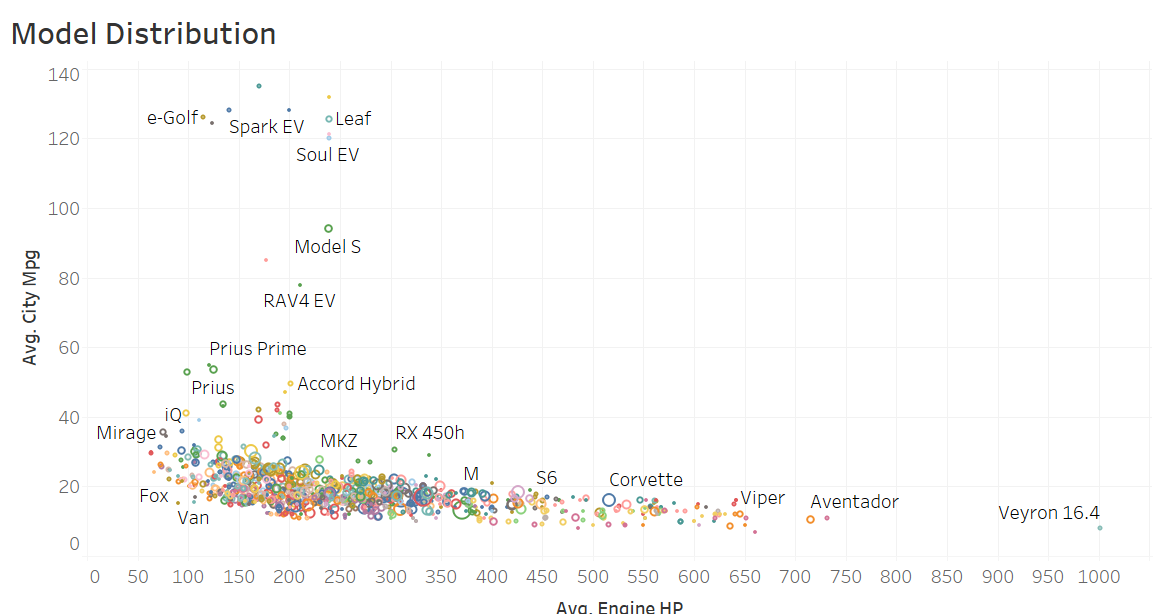 Model Distribution
140
e-Golf
Leaf
Spark EV
120
Soul EV
100
Model S
80
RAV4 EV
Avg. City Mpg
60
Prius Prime
Prius
Accord Hybrid
40
iQ
Mirage
MKZ
RX 450h
20
M
S6
Corvette
Fox
Viper
Aventador
Van
Veyron 16.4
0
0 50 100 150 200 250 300 350 400 450 500 550 600 650 700 750 800 850 900 950 1000
Avg. Engine HP